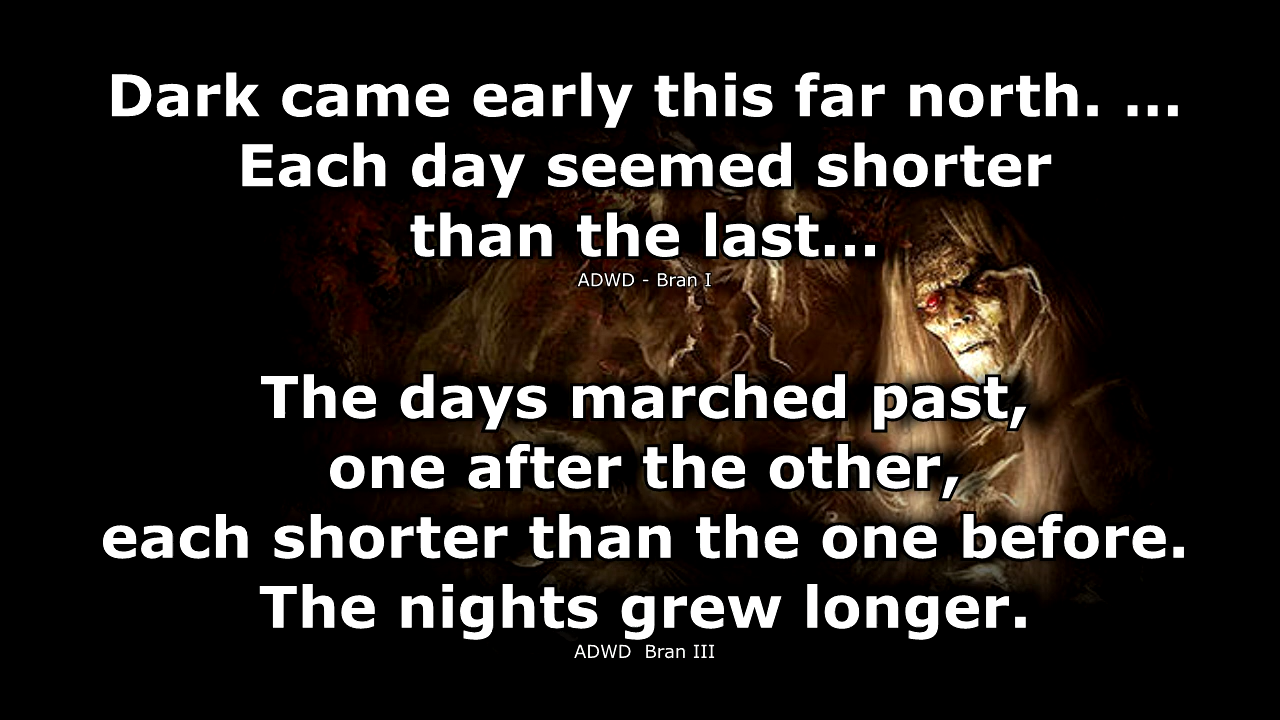 Dark came early this far north. ...
Each day seemed shorter
than the last...
ADWD - Bran I
The days marched past,
one after the other,
each shorter than the one before.
The nights grew longer.
ADWD  Bran III